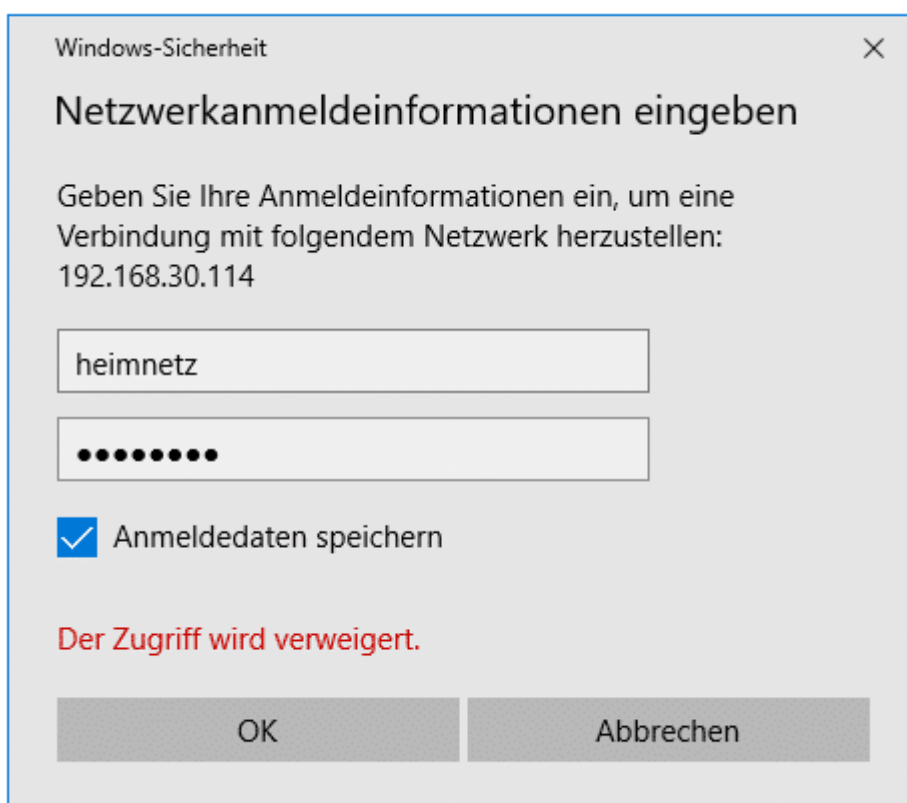 Windows-Sicherheit
Netzwerkanmeldeinformationen eingeben
Geben Sie Ihre Anmeldeinformationen ein, um eine
Verbindung mit folgendem Netzwerk herzustellen:
192.168.30.114
heimnetz
●●●●●●●●
Anmeldedaten speichern
Der Zugriff wird verweigert.
OK
Abbrechen